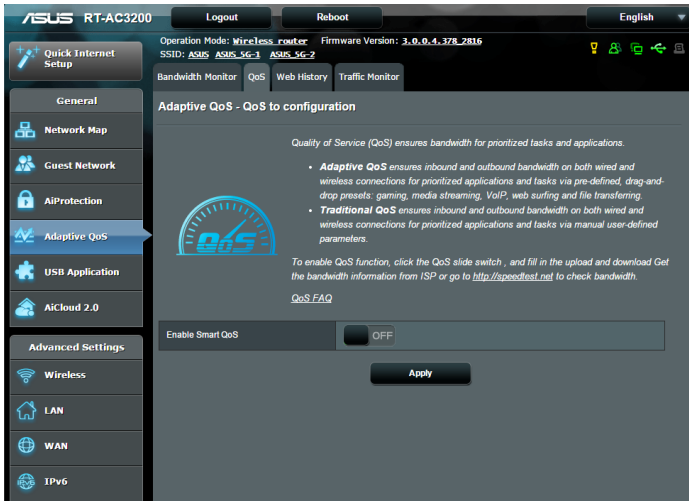 ASUS RT-AC3200 Logout Reboot English
Quick Internet Setup
Operation Mode: Wireless router Firmware Version: 3.0.0.4.378_2816
SSID: ASUS ASUS_5G-1 ASUS_5G-2
Bandwidth Monitor QoS Web History Traffic Monitor
General
Network Map
Guest Network
AiProtection
Adaptive QoS
USB Application
AiCloud 2.0
Advanced Settings
Wireless
LAN
WAN
IPv6
IPv6
Adaptive QoS - QoS to configuration
QoS
Quality of Service (QoS) ensures bandwidth for prioritized tasks and applications.
• Adaptive QoS ensures inbound and outbound bandwidth on both wired and
wireless connections for prioritized applications and tasks via pre-defined, drag-and-
drop presets: gaming, media streaming, VoIP, web surfing and file transferring.
• Traditional QoS ensures inbound and outbound bandwidth on both wired and
wireless connections for prioritized applications and tasks via manual user-defined
parameters.
To enable QoS function, click the QoS slide switch , and fill in the upload and download Get
the bandwidth information from ISP or go to http://speedtest.net to check bandwidth.
QoS FAQ
Enable Smart QoS OFF
Apply